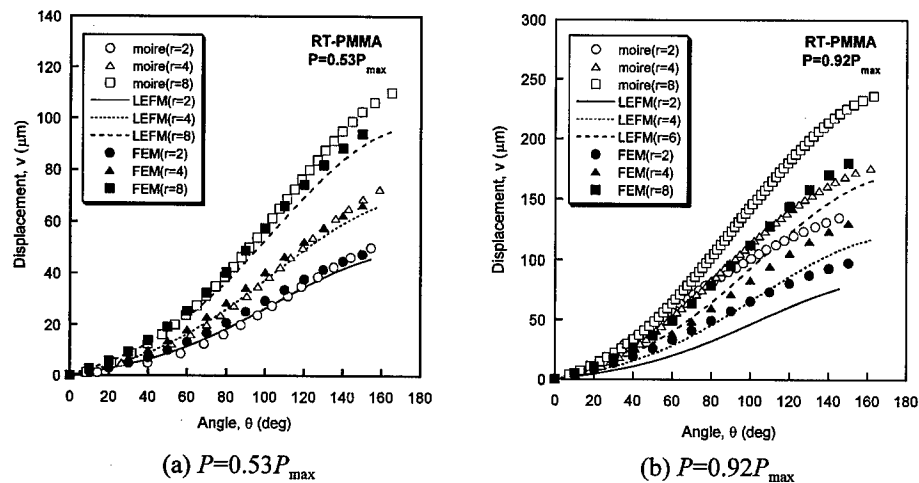 140
120
100
80
60
40
20
0
Displacement, v (μm)
moire(r=2)
moire(r=4)
moire(r=8)
LEFM(r=2)
LEFM(r=4)
LEFM(r=8)
FEM(r=2)
FEM(r=4)
FEM(r=8)
RT-PMMA
P=0.53Pmax
0 20 40 60 80 100 120 140 160 180
Angle, θ (deg)
(a) P=0.53Pmax
300
250
200
150
100
50
0
Displacement, v (μm)
moire(r=2)
moire(r=4)
moire(r=8)
LEFM(r=2)
LEFM(r=4)
LEFM(r=6)
FEM(r=2)
FEM(r=4)
FEM(r=8)
RT-PMMA
P=0.92Pmax
0 20 40 60 80 100 120 140 160 180
Angle, θ (deg)
(b) P=0.92Pmax